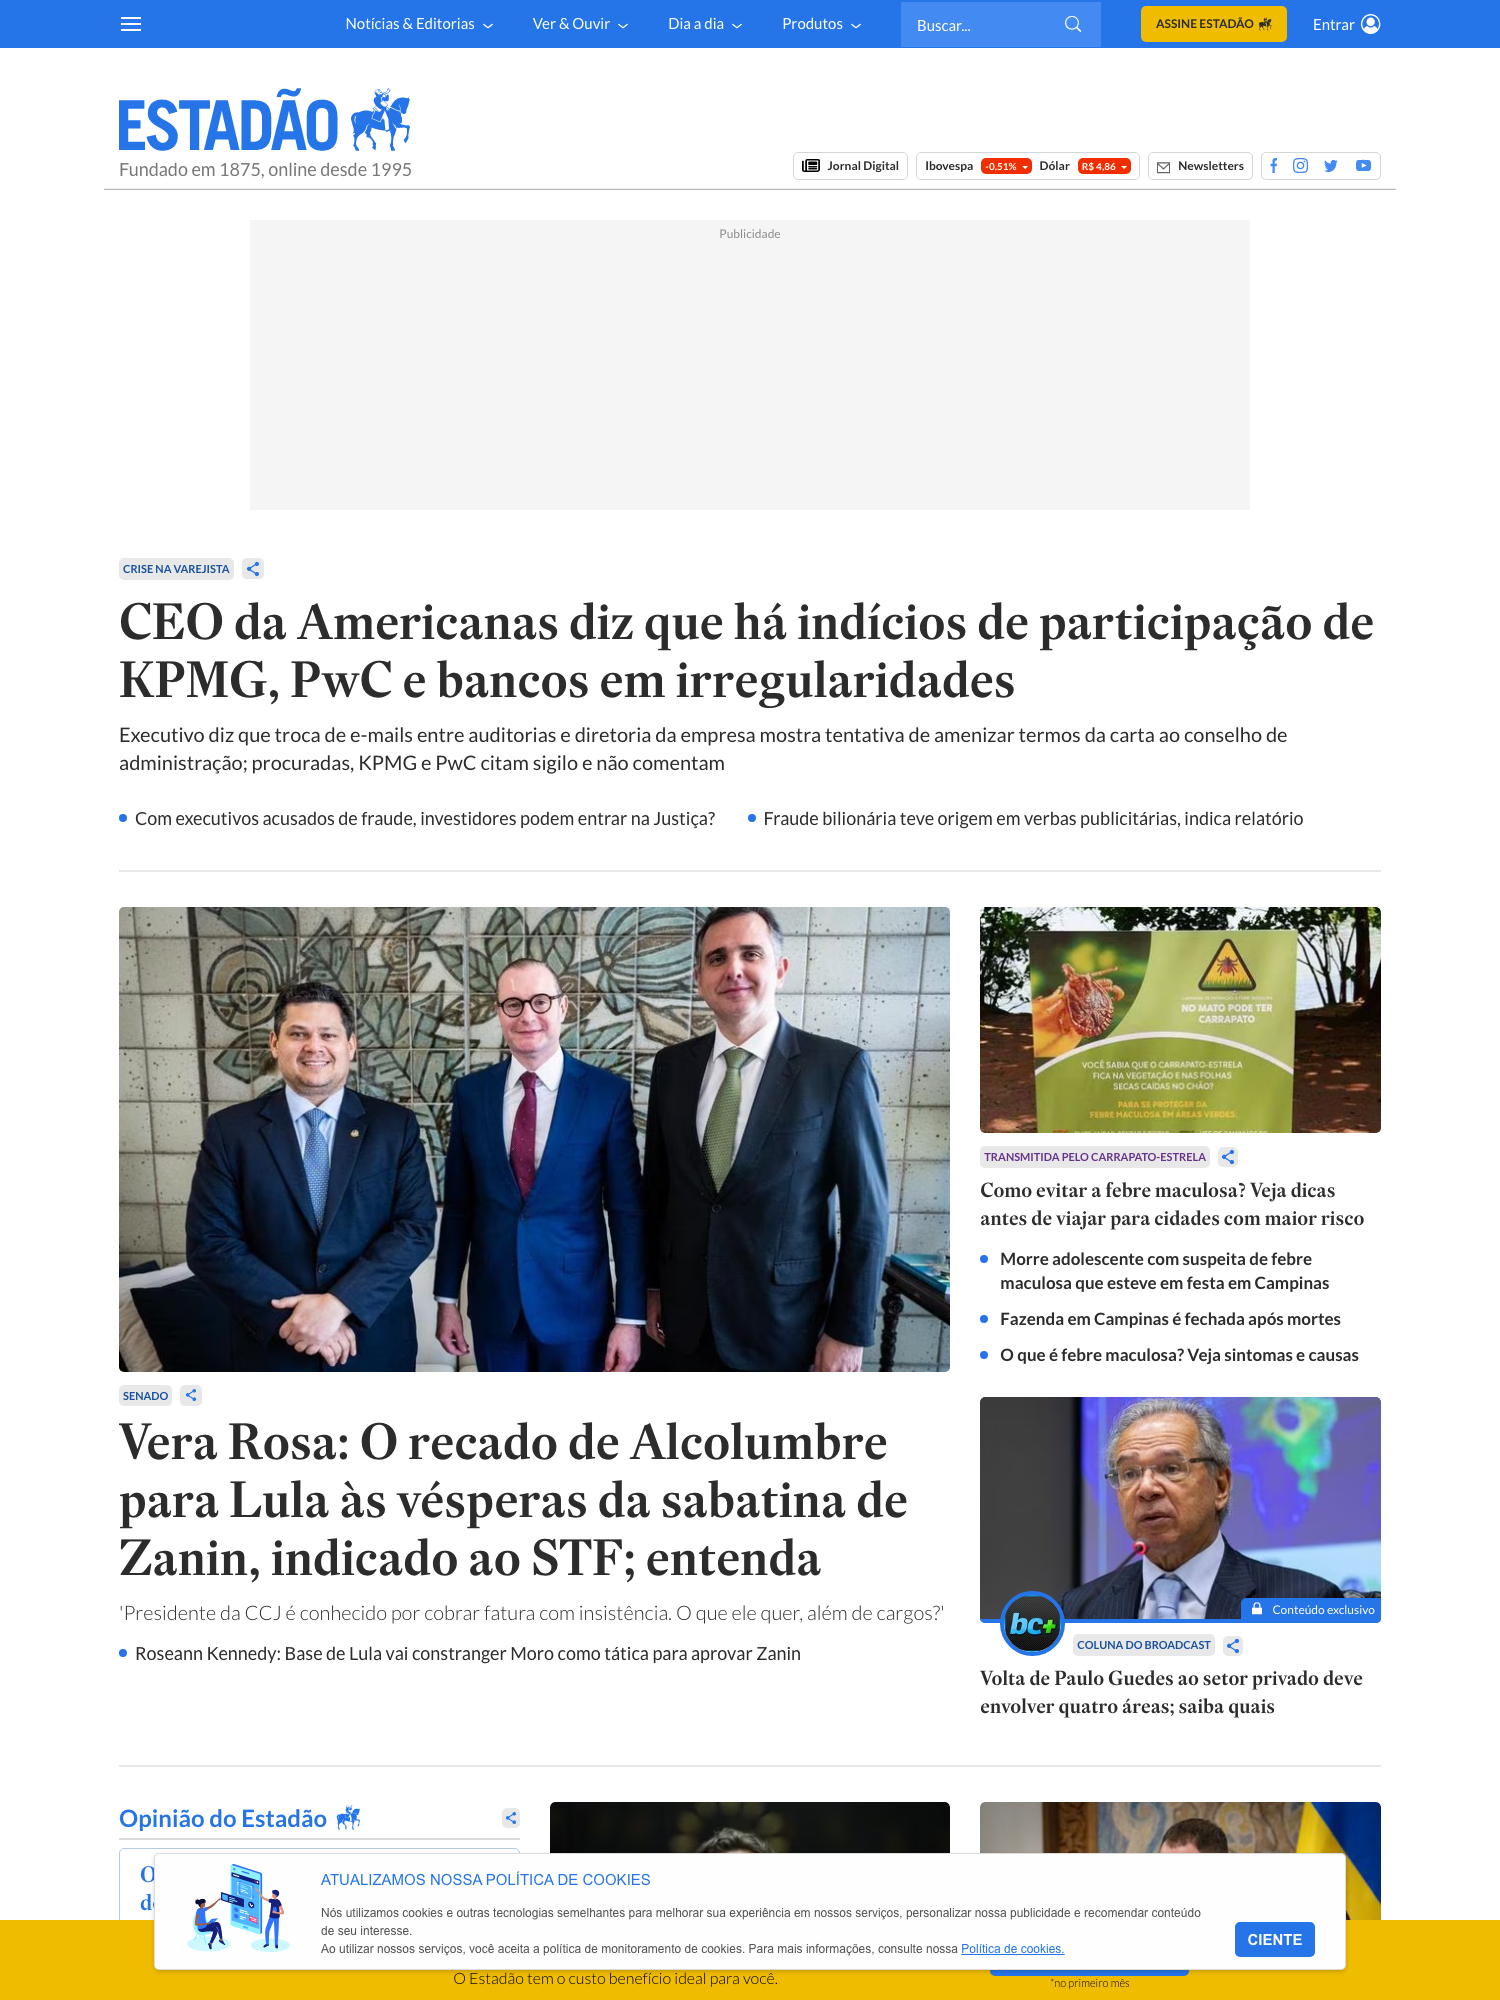 Notícias & Editorias
Ver & Ouvir
Dia a dia
Produtos
Buscar...
ASSINE ESTADÃO
Entrar
ESTADÃO
Fundado em 1875, online desde 1995
Jornal Digital
Ibovespa -0,51% Dólar R$ 4,86
Newsletters
Publicidade
CRISE NA VAREJISTA
CEO da Americanas diz que há indícios de participação de
KPMG, PwC e bancos em irregularidades
Executivo diz que troca de e-mails entre auditorias e diretoria da empresa mostra tentativa de amenizar termos da carta ao conselho de
administração; procuradas, KPMG e PwC citam sigilo e não comentam
Com executivos acusados de fraude, investidores podem entrar na Justiça?
Fraude bilionária teve origem em verbas publicitárias, indica relatório
SENADO
Vera Rosa: O recado de Alcolumbre
para Lula às vésperas da sabatina de
Zanin, indicado ao STF; entenda
'Presidente da CCJ é conhecido por cobrar fatura com insistência. O que ele quer, além de cargos?'
Roseann Kennedy: Base de Lula vai constranger Moro como tática para aprovar Zanin
NO MATO PODE TER
CARRAPATO
VOCÊ SABIA QUE O CARRAPATO-ESTRELA
FICA NA VEGETAÇÃO E NAS FOLHAS
SECAS CAÍDAS NO CHÃO?
PARA SE PROTEGER DA
FEBRE MACULOSA EM ÁREAS VERDES:
TRANSMITIDA PELO CARRAPATO-ESTRELA
Como evitar a febre maculosa? Veja dicas
antes de viajar para cidades com maior risco
Morre adolescente com suspeita de febre
maculosa que esteve em festa em Campinas
Fazenda em Campinas é fechada após mortes
O que é febre maculosa? Veja sintomas e causas
Conteúdo exclusivo
bc+
COLUNA DO BROADCAST
Volta de Paulo Guedes ao setor privado deve
envolver quatro áreas; saiba quais
Opinião do Estadão
O
d
ATUALIZAMOS NOSSA POLÍTICA DE COOKIES
Nós utilizamos cookies e outras tecnologias semelhantes para melhorar sua experiência em nossos serviços, personalizar nossa publicidade e recomendar conteúdo
de seu interesse.
Ao utilizar nossos serviços, você aceita a política de monitoramento de cookies. Para mais informações, consulte nossa Política de cookies.
CIENTE
O Estadão tem o custo benefício ideal para você.
*no primeiro mês